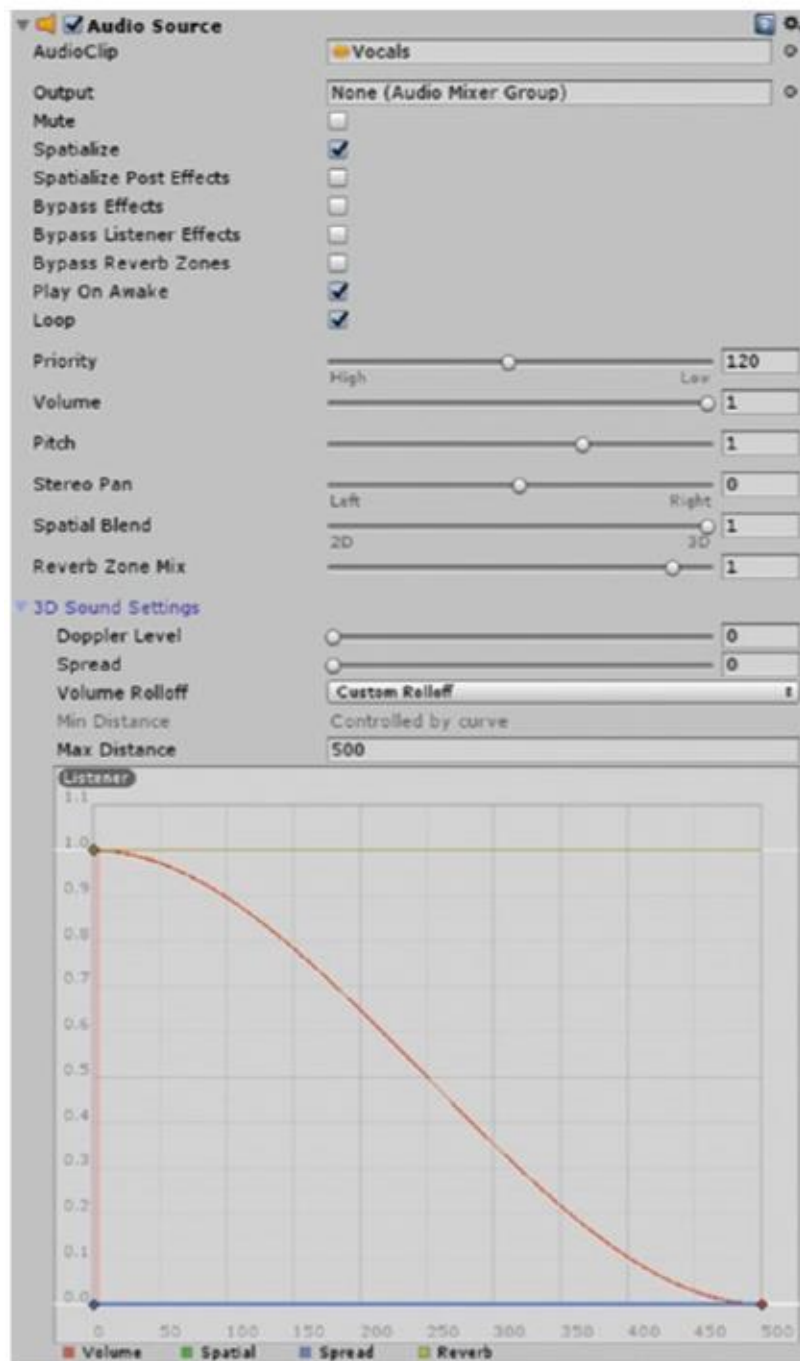 Audio Source
AudioClip Vocals
Output None (Audio Mixer Group)
Mute
Spatialize
Spatialize Post Effects
Bypass Effects
Bypass Listener Effects
Bypass Reverb Zones
Play On Awake
Loop
Priority 120
High Low
Volume 1
Pitch 1
Stereo Pan 0
Left Right
Spatial Blend 1
2D 3D
Reverb Zone Mix 1
3D Sound Settings
Doppler Level 0
Spread 0
Volume Rolloff Custom Rolloff
Min Distance Controlled by curve
Max Distance 500
Listener
1.1
1.0
0.9
0.8
0.7
0.6
0.5
0.4
0.3
0.2
0.1
0.0
0 50 100 150 200 250 300 350 400 450 500
Volume Spatial Spread Reverb